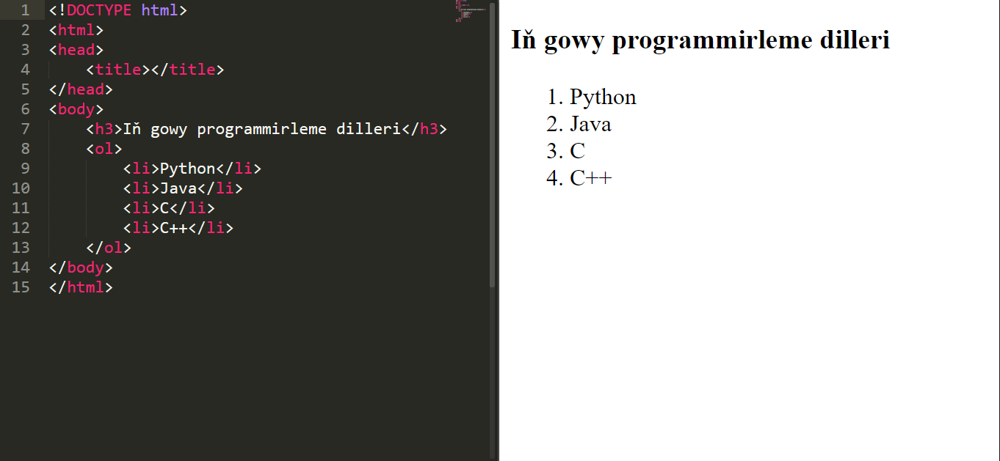 1 <!DOCTYPE html>
2 <html>
3 <head>
4     <title></title>
5 </head>
6 <body>
7     <h3>Iň gowy programmirleme dilleri</h3>
8     <ol>
9         <li>Python</li>
10         <li>Java</li>
11         <li>C</li>
12         <li>C++</li>
13     </ol>
14 </body>
15 </html>
Iň gowy programmirleme dilleri
1. Python
2. Java
3. C
4. C++